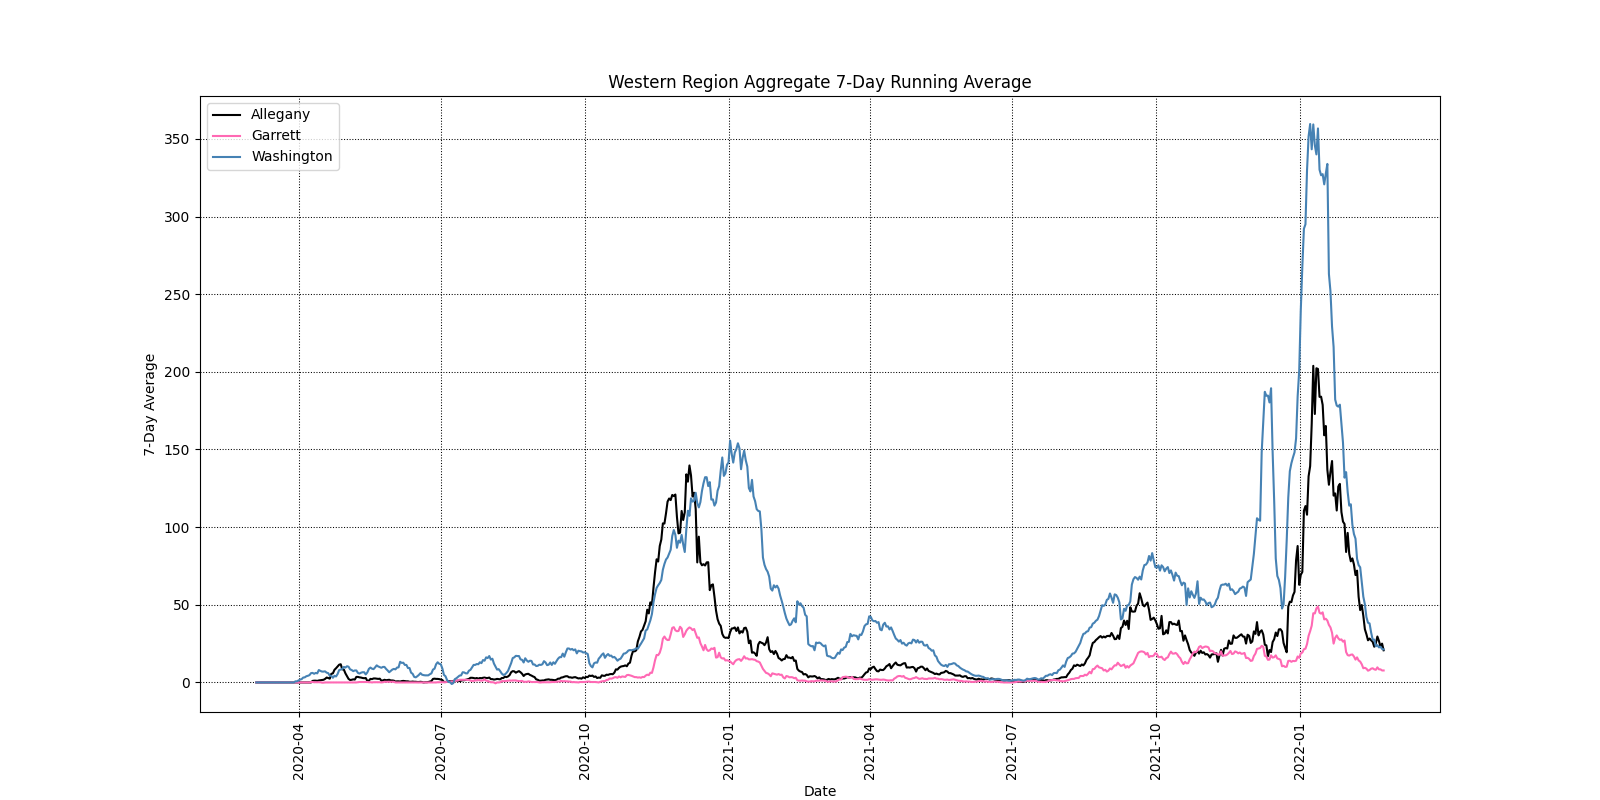 Western Region Aggregate 7-Day Running Average
Allegany
Garrett
Washington
350
300
250
200
150
100
50
0
7-Day Average
2020-04
2020-07
2020-10
2021-01
2021-04
2021-07
2021-10
2022-01
Date